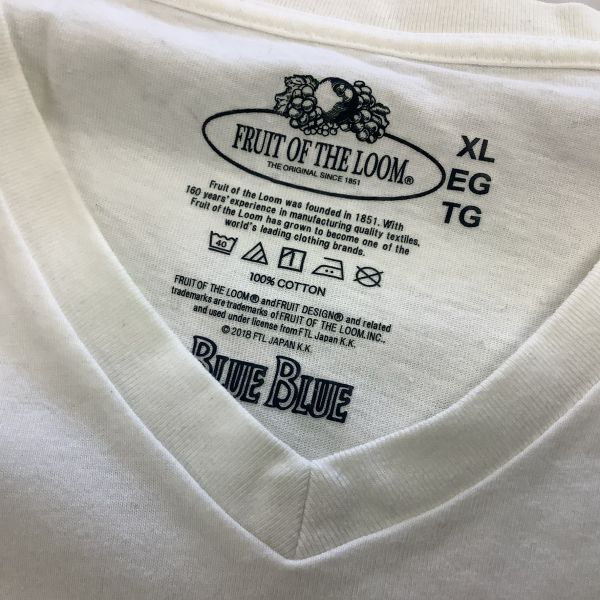 FRUIT OF THE LOOM®
THE ORIGINAL SINCE 1851
XL
EG
TG
Fruit of the Loom was founded in 1851. With
160 years' experience in manufacturing quality textiles,
Fruit of the Loom has grown to become one of the
world's leading clothing brands.
40
1
100% COTTON
FRUIT OF THE LOOM® and FRUIT DESIGN® and related
trademarks are trademarks of FRUIT OF THE LOOM.INC.,
and used under license from FTL Japan K.K.
©2018 FTL JAPAN K.K.
BLUE BLUE